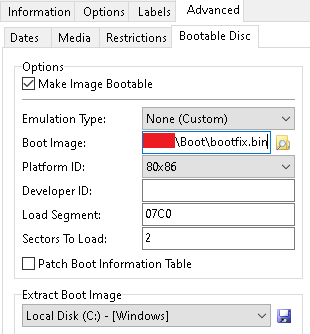 Information Options Labels Advanced
Dates Media Restrictions Bootable Disc
Options
Make Image Bootable
Emulation Type: None (Custom)
Boot Image: \Boot\bootfix.bin
Platform ID: 80x86
Developer ID:
Load Segment: 07C0
Sectors To Load: 2
Patch Boot Information Table
Extract Boot Image
Local Disk (C:) - [Windows]